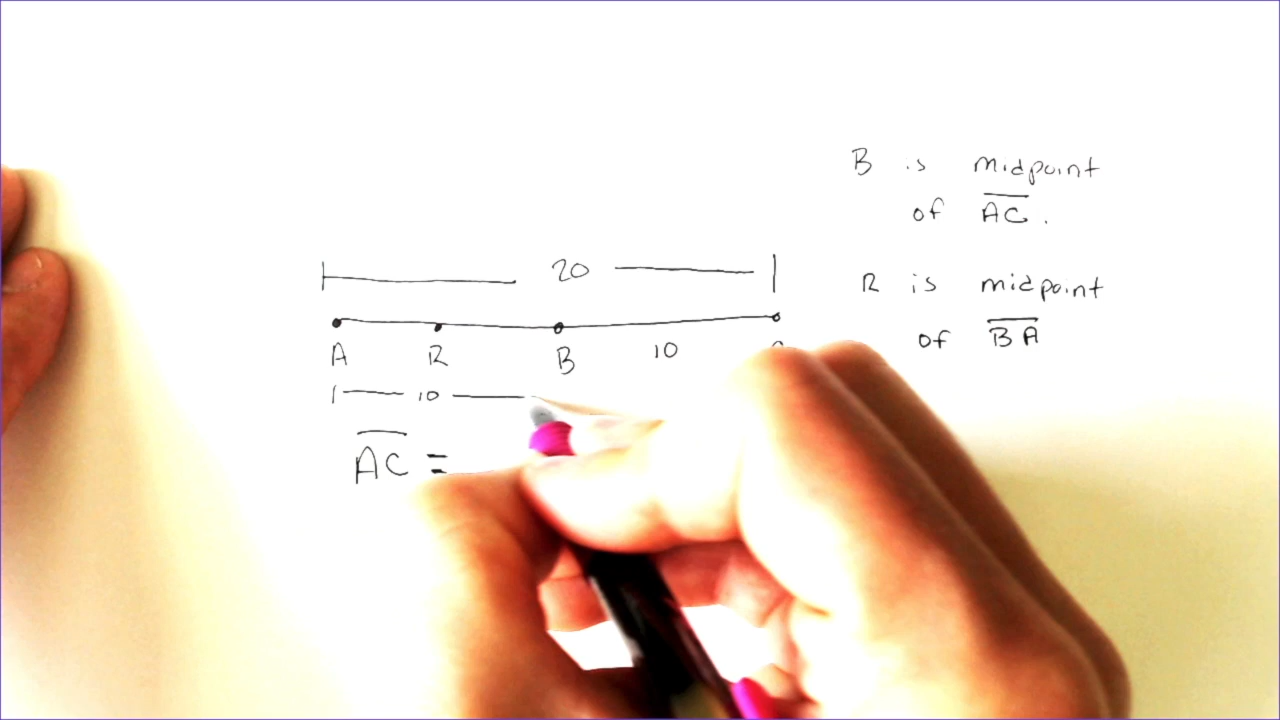 B is midpoint
of AC.
R is midpoint
of BA
20
A R B 10
10
AC =